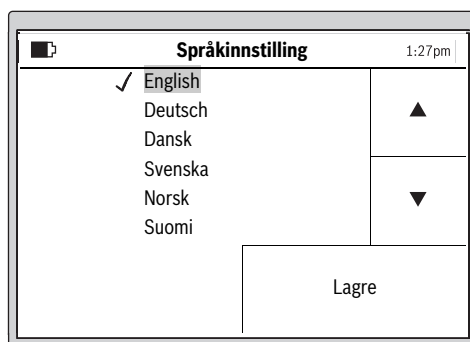 Språkinnstilling 1:27pm
English
Deutsch
Dansk
Svenska
Norsk
Suomi
Lagre